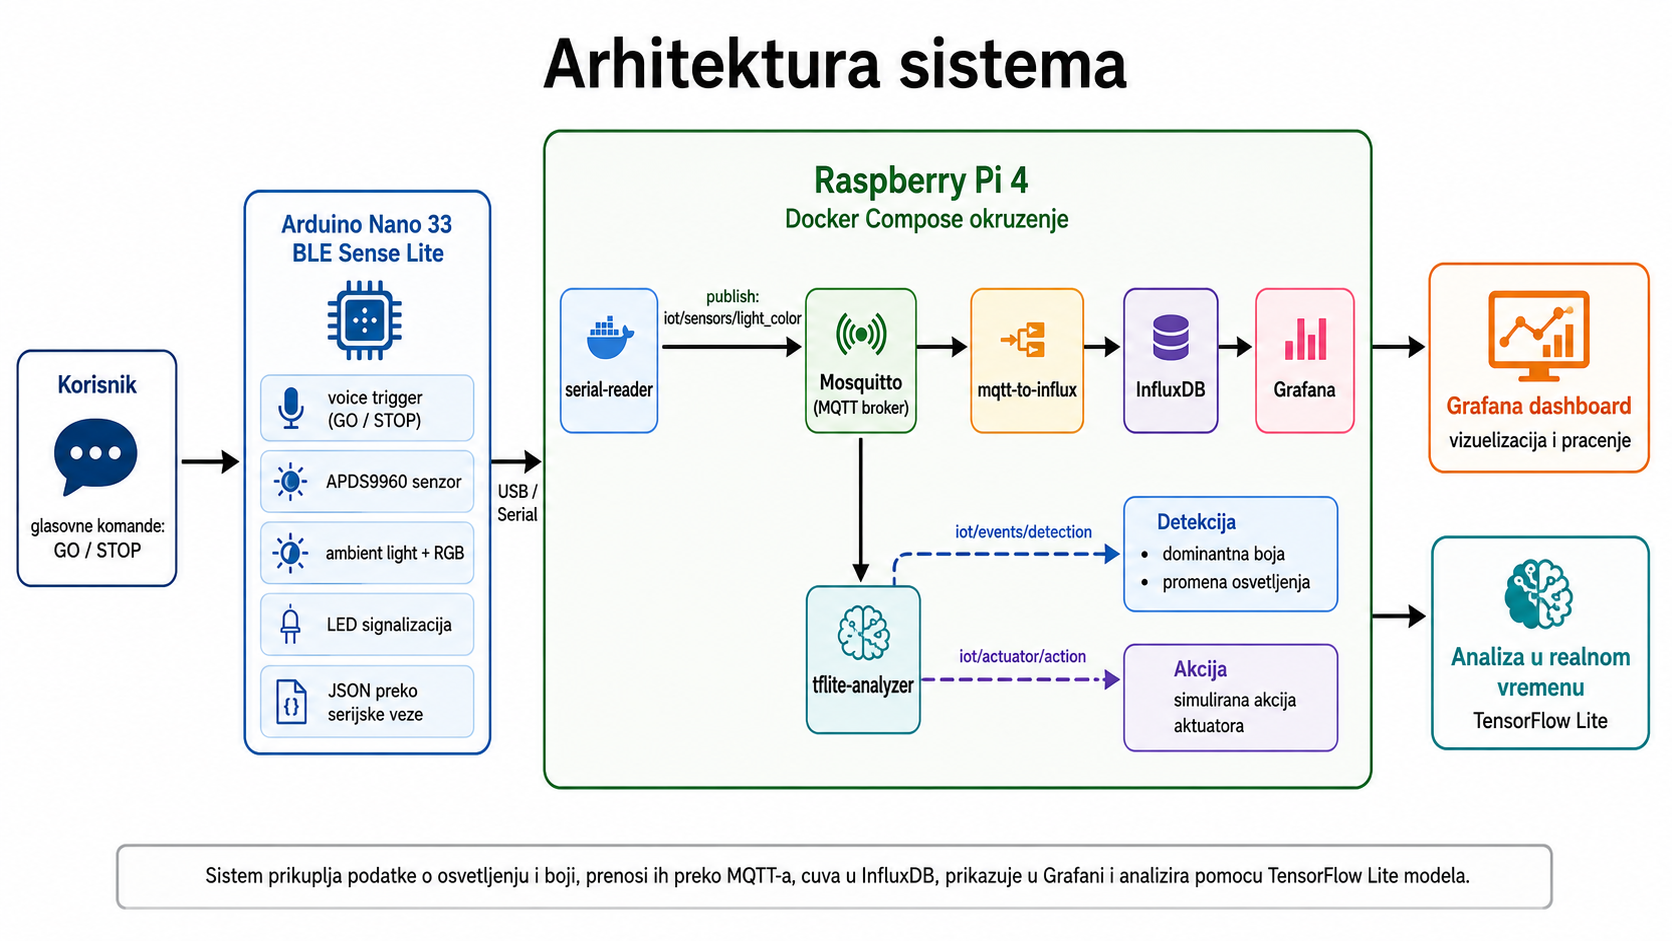 Arhitektura sistema
Korisnik
glasovne komande:
GO / STOP
Arduino Nano 33
BLE Sense Lite
voice trigger
(GO / STOP)
APDS9960 senzor
ambient light + RGB
LED signalizacija
{}
JSON preko
serijske veze
USB /
Serial
Raspberry Pi 4
Docker Compose okruzenje
serial-reader
publish:
iot/sensors/light_color
Mosquitto
(MQTT broker)
mqtt-to-influx
InfluxDB
Grafana
tflite-analyzer
iot/events/detection
Detekcija
• dominantna boja
• promena osvetljenja
iot/actuator/action
Akcija
simulirana akcija
aktuatora
Grafana dashboard
vizuelizacija i pracenje
Analiza u realnom
vremenu
TensorFlow Lite
Sistem prikuplja podatke o osvetljenju i boji, prenosi ih preko MQTT-a, cuva u InfluxDB, prikazuje u Grafani i analizira pomocu TensorFlow Lite modela.